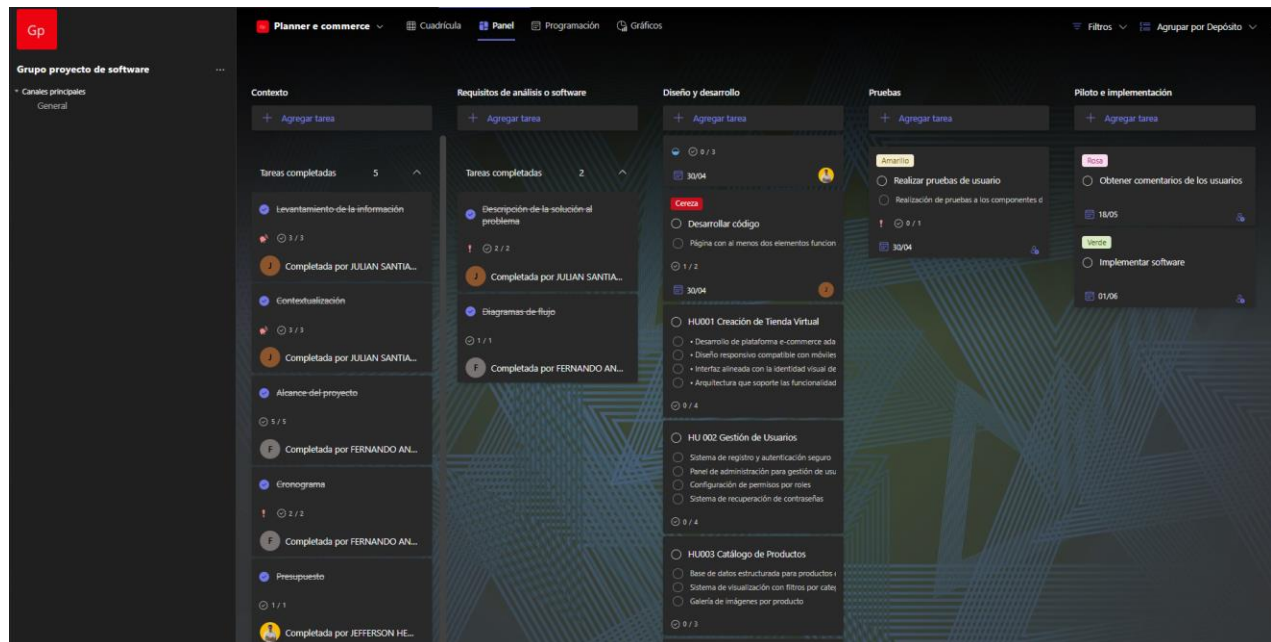 Gp
Planner e commerce
Cuadrícula
Panel
Programación
Gráficos
Filtros
Agrupar por Depósito
Grupo proyecto de software
...
Canales principales
General
Contexto
+ Agregar tarea
Tareas completadas 5
Levantamiento de la información
3 / 3
J Completada por JULIAN SANTIA...
Contextualización
3 / 3
J Completada por JULIAN SANTIA...
Alcance del proyecto
5 / 5
F Completada por FERNANDO AN...
Cronograma
2 / 2
F Completada por FERNANDO AN...
Presupuesto
1 / 1
Completada por JEFFERSON HE...
Requisitos de análisis o software
+ Agregar tarea
Tareas completadas 2
Descripción de la solución al
problema
2 / 2
J Completada por JULIAN SANTIA...
Diagramas de flujo
1 / 1
F Completada por FERNANDO AN...
Diseño y desarrollo
+ Agregar tarea
0 / 3
30/04
Cereza
Desarrollar código
Página con al menos dos elementos funcion
1 / 2
30/04 J
HU001 Creación de Tienda Virtual
• Desarrollo de plataforma e-commerce ada
• Diseño responsivo compatible con móviles
• Interfaz alineada con la identidad visual de
• Arquitectura que soporte las funcionalidad
0 / 4
HU 002 Gestión de Usuarios
Sistema de registro y autenticación seguro
Panel de administración para gestión de usu
Configuración de permisos por roles
Sistema de recuperación de contraseñas
0 / 4
HU003 Catálogo de Productos
Base de datos estructurada para productos
Sistema de visualización con filtros por cate
Galería de imágenes por producto
0 / 3
Pruebas
+ Agregar tarea
Amarillo
Realizar pruebas de usuario
Realización de pruebas a los componentes d
0 / 1
30/04
Piloto e implementación
+ Agregar tarea
Rosa
Obtener comentarios de los usuarios
18/05
Verde
Implementar software
01/06